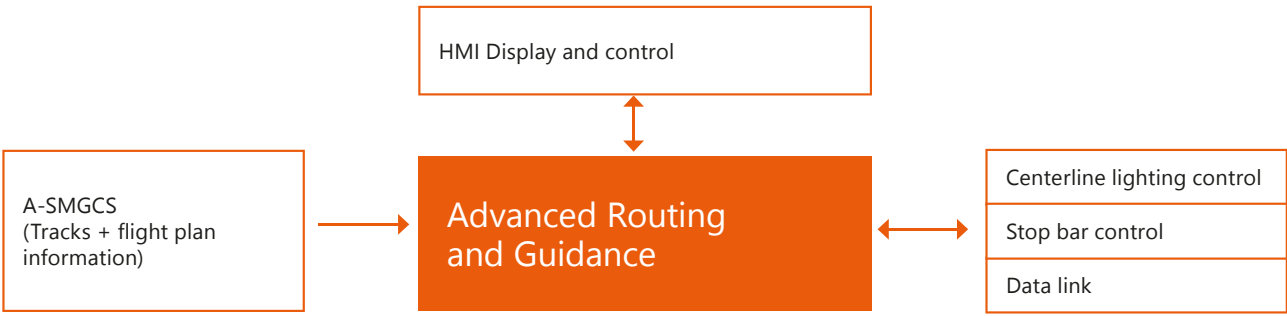 HMI Display and control
A-SMGCS
(Tracks + flight plan
information)
Advanced Routing
and Guidance
Centerline lighting control
Stop bar control
Data link